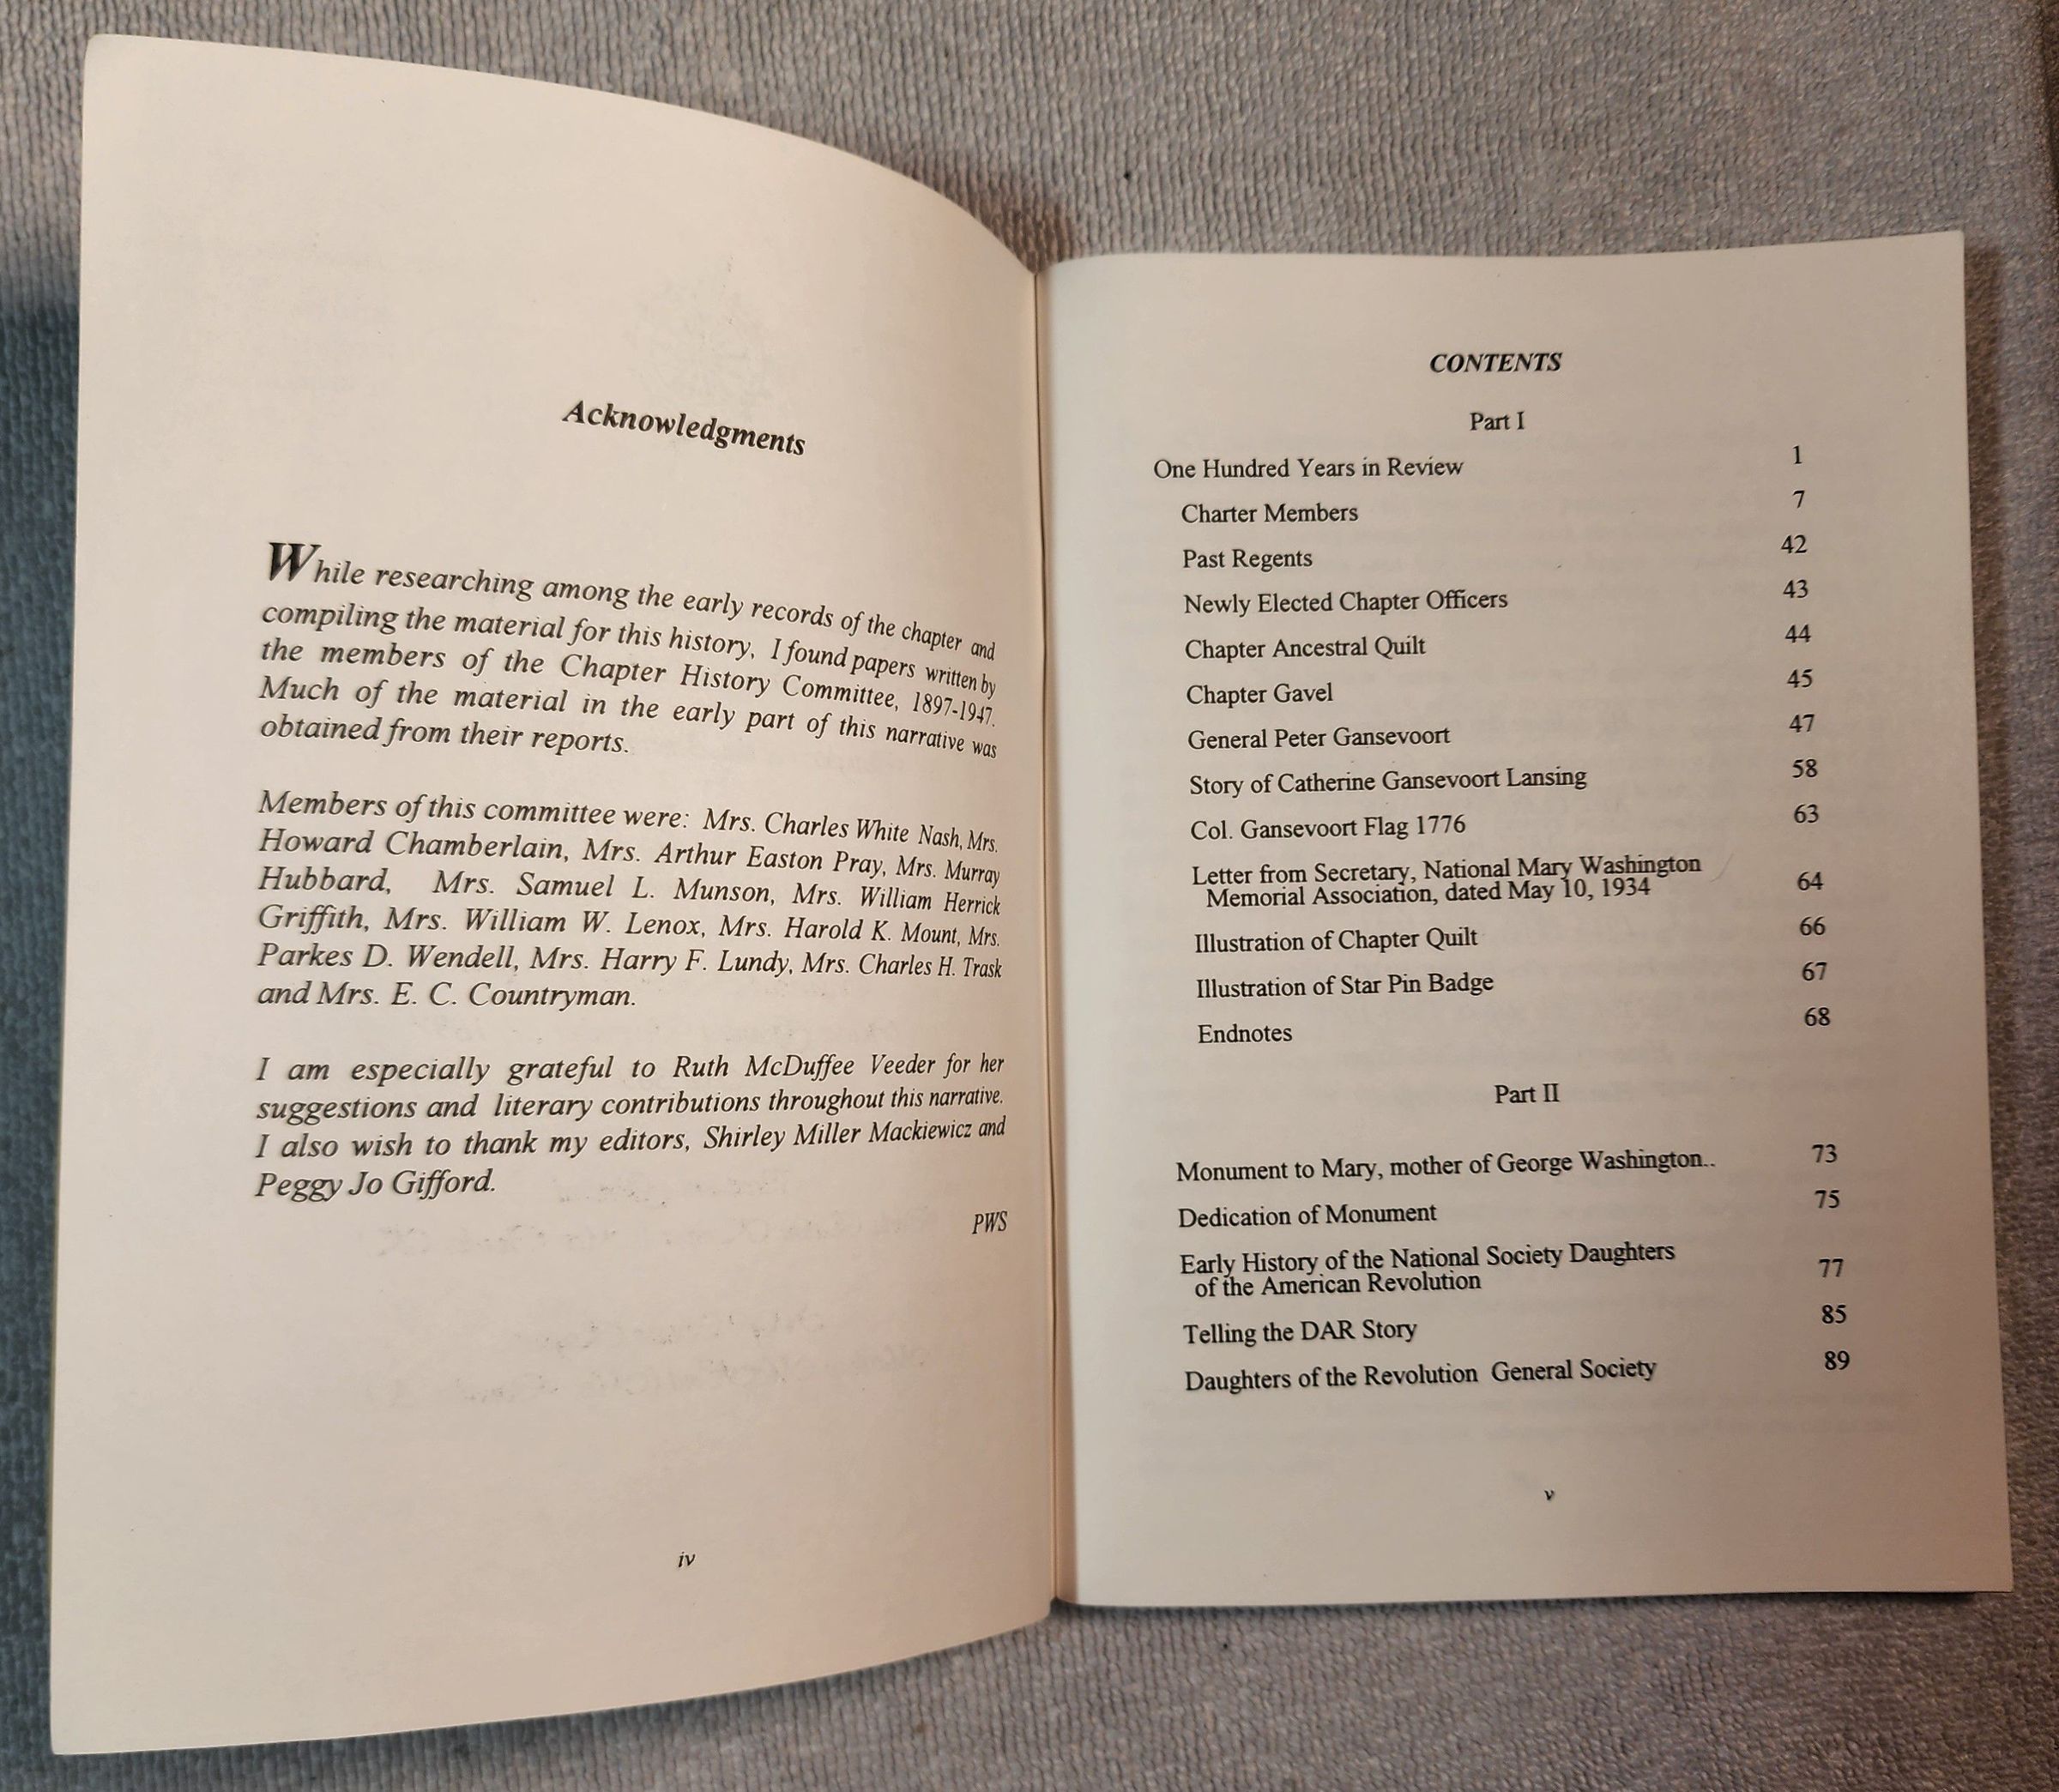 Acknowledgments
While researching among the early records of the chapter and
compiling the material for this history, I found papers written by
the members of the Chapter History Committee, 1897-1947.
Much of the material in the early part of this narrative was
obtained from their reports.
Members of this committee were: Mrs. Charles White Nash, Mrs.
Howard Chamberlain, Mrs. Arthur Easton Pray, Mrs. Murray
Hubbard, Mrs. Samuel L. Munson, Mrs. William Herrick
Griffith, Mrs. William W. Lenox, Mrs. Harold K. Mount, Mrs.
Parkes D. Wendell, Mrs. Harry F. Lundy, Mrs. Charles H. Trask
and Mrs. E. C. Countryman.
I am especially grateful to Ruth McDuffee Veeder for her
suggestions and literary contributions throughout this narrative.
I also wish to thank my editors, Shirley Miller Mackiewicz and
Peggy Jo Gifford.
PWS
iv
CONTENTS
Part I
One Hundred Years in Review 1
Charter Members 7
Past Regents 42
Newly Elected Chapter Officers 43
Chapter Ancestral Quilt 44
Chapter Gavel 45
General Peter Gansevoort 47
Story of Catherine Gansevoort Lansing 58
Col. Gansevoort Flag 1776 63
Letter from Secretary, National Mary Washington
Memorial Association, dated May 10, 1934 64
Illustration of Chapter Quilt 66
Illustration of Star Pin Badge 67
Endnotes 68
Part II
Monument to Mary, mother of George Washington.. 73
Dedication of Monument 75
Early History of the National Society Daughters
of the American Revolution 77
Telling the DAR Story 85
Daughters of the Revolution General Society 89
v